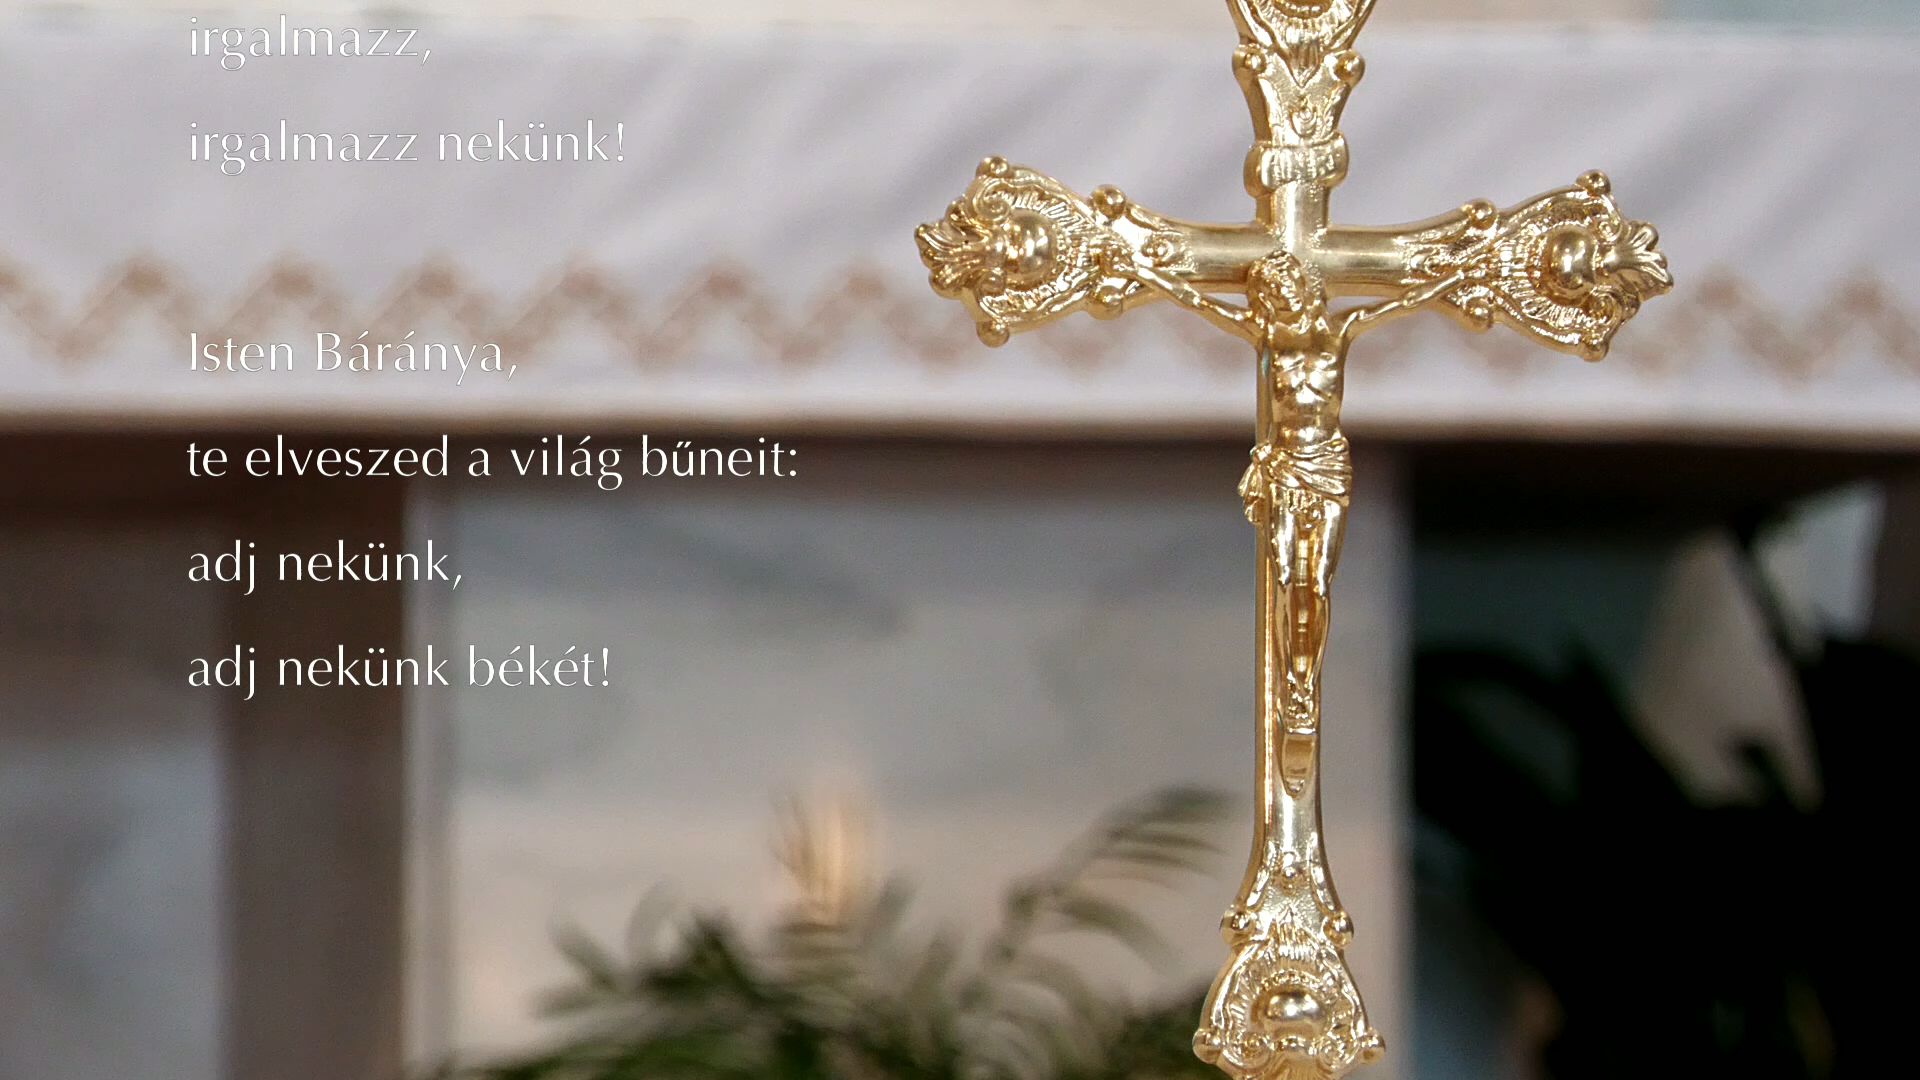 irgalmazz,
irgalmazz nekünk!
Isten Báránya,
te elveszed a világ bűneit:
adj nekünk,
adj nekünk békét!